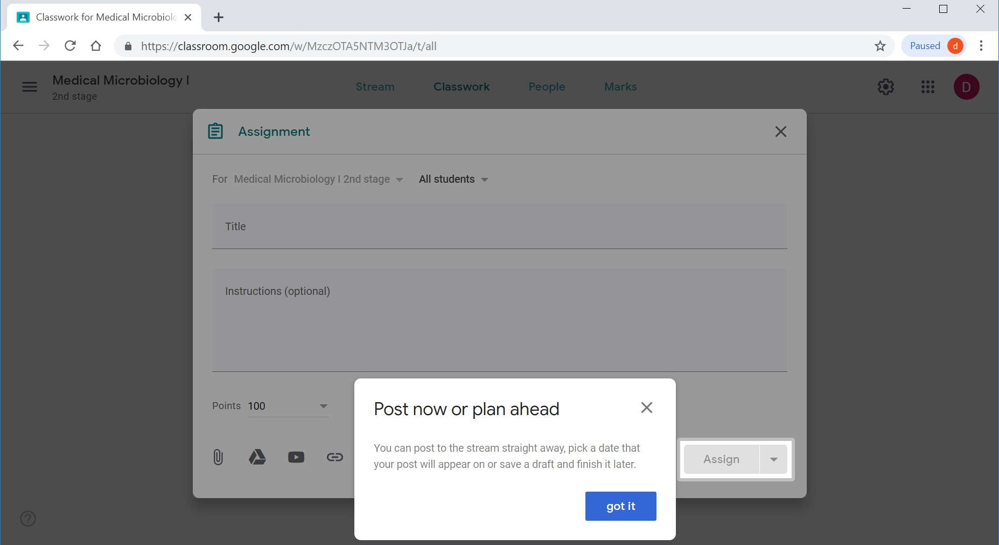 Classwork for Medical Microbiolo
https://classroom.google.com/w/MzczOTA5NTM3OTJa/t/all
Paused d
Medical Microbiology I
2nd stage
Stream Classwork People Marks
D
Assignment
For Medical Microbiology I 2nd stage All students
Title
Instructions (optional)
Points 100
Post now or plan ahead
You can post to the stream straight away, pick a date that
your post will appear on or save a draft and finish it later.
Assign
got it